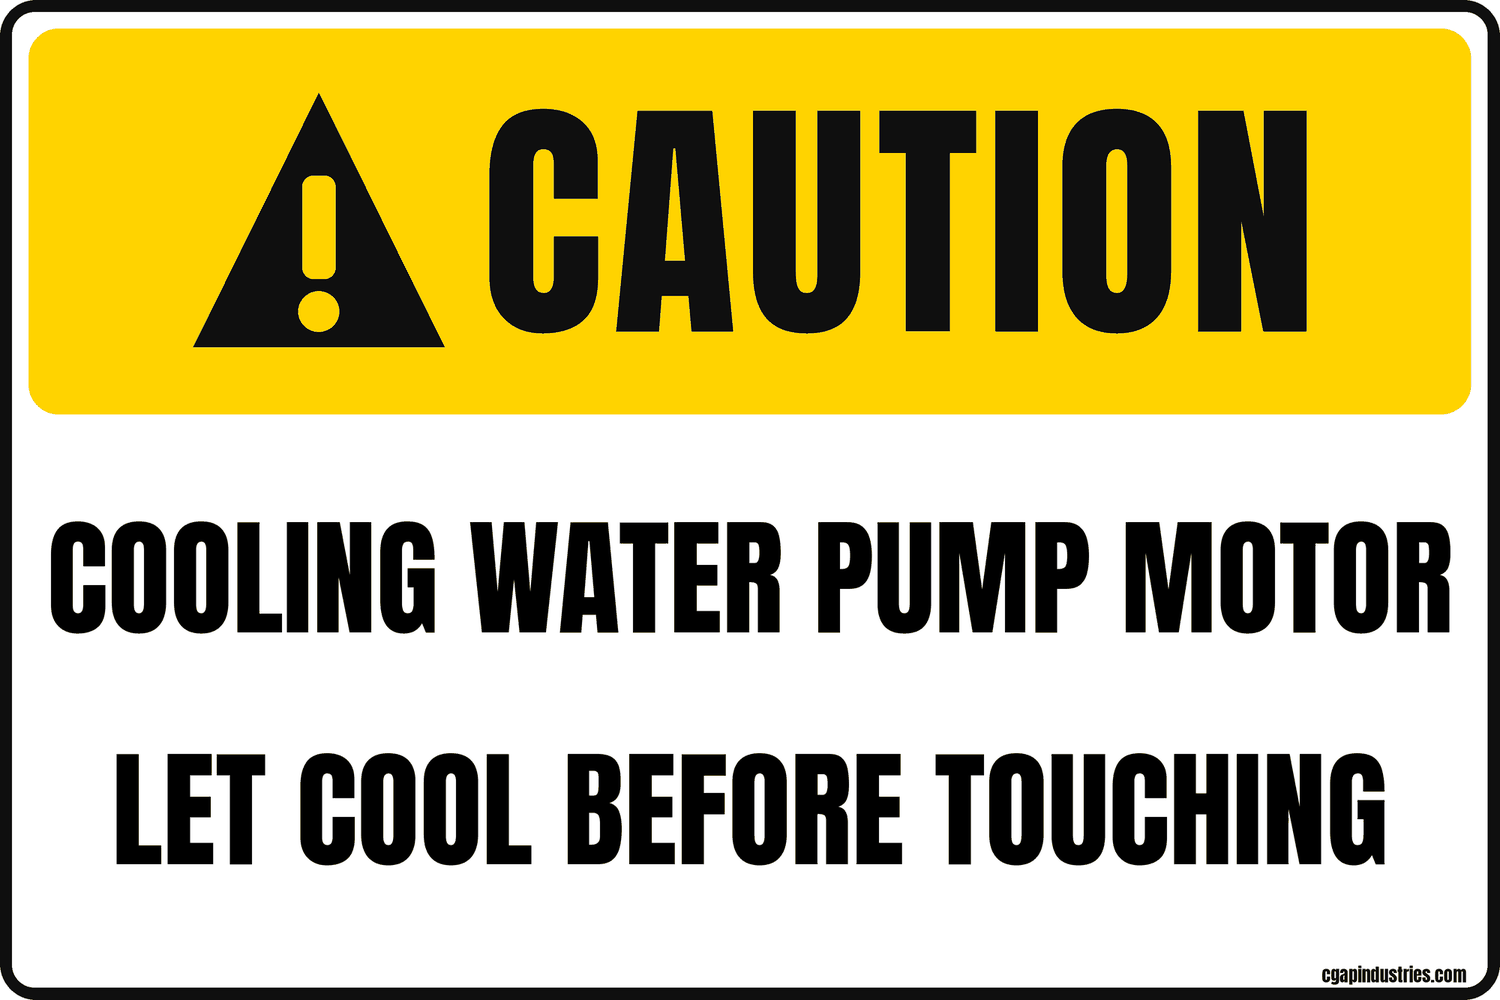 CAUTION
COOLING WATER PUMP MOTOR
LET COOL BEFORE TOUCHING
cgapindustries.com